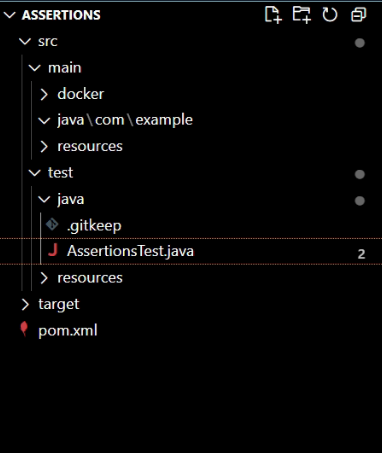 ASSERTIONS
src
main
docker
java\com\example
resources
test
java
.gitkeep
AssertionsTest.java 2
resources
target
pom.xml